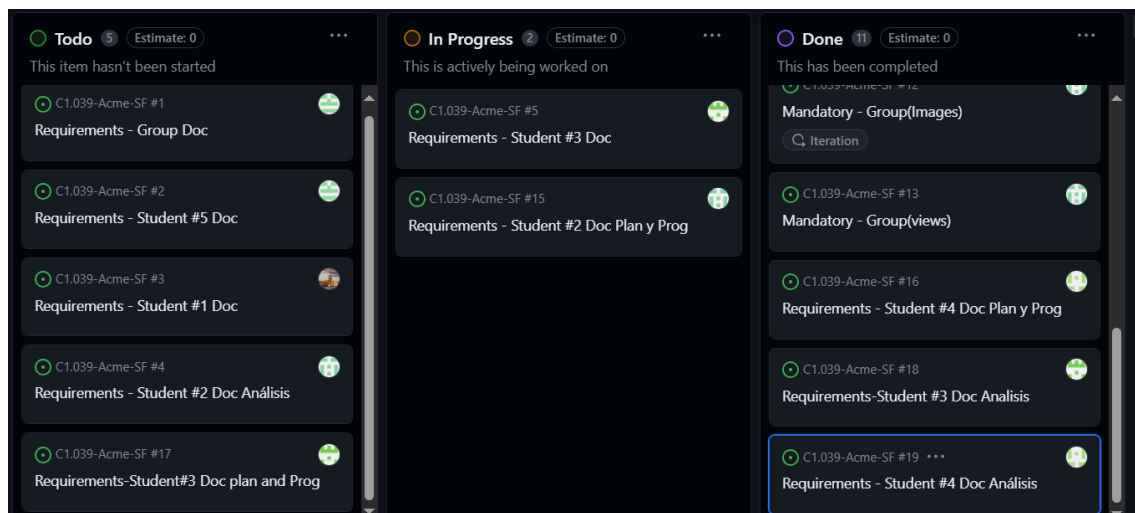 Todo 5 Estimate: 0 ...
This item hasn't been started
C1.039-Acme-SF #1
Requirements - Group Doc
C1.039-Acme-SF #2
Requirements - Student #5 Doc
C1.039-Acme-SF #3
Requirements - Student #1 Doc
C1.039-Acme-SF #4
Requirements - Student #2 Doc Análisis
C1.039-Acme-SF #17
Requirements-Student#3 Doc plan and Prog
In Progress 2 Estimate: 0 ...
This is actively being worked on
C1.039-Acme-SF #5
Requirements - Student #3 Doc
C1.039-Acme-SF #15
Requirements - Student #2 Doc Plan y Prog
Done 11 Estimate: 0 ...
This has been completed
C1.039-Acme-SF #12
Mandatory - Group(Images)
Iteration
C1.039-Acme-SF #13
Mandatory - Group(views)
C1.039-Acme-SF #16
Requirements - Student #4 Doc Plan y Prog
C1.039-Acme-SF #18
Requirements-Student #3 Doc Analisis
C1.039-Acme-SF #19 ...
Requirements - Student #4 Doc Análisis